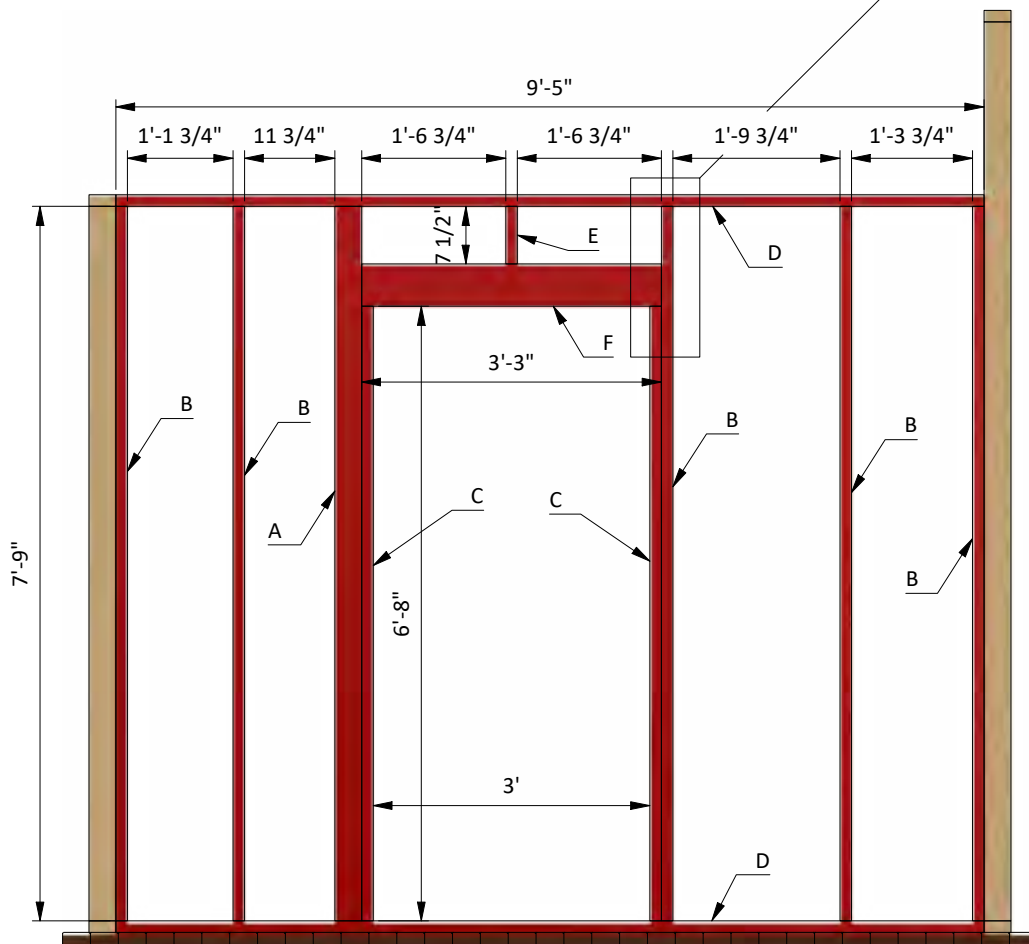 9'-5"
1'-1 3/4" 11 3/4" 1'-6 3/4" 1'-6 3/4" 1'-9 3/4" 1'-3 3/4"
7 1/2"
E
D
F
3'-3"
B
B
B
B
A
C
C
7'-9"
B
6'-8"
3'
D